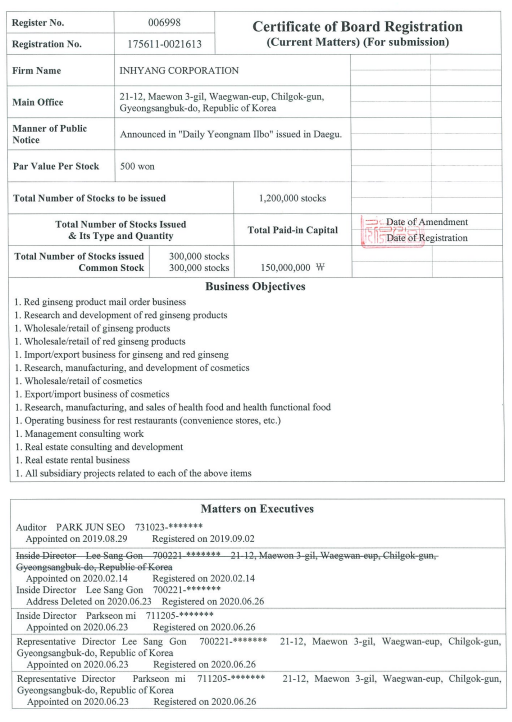 Register No. 006998
Certificate of Board Registration
(Current Matters) (For submission)
Registration No. 175611-0021613
Firm Name INHYANG CORPORATION
Main Office 21-12, Maewon 3-gil, Waegwan-eup, Chilgok-gun,
Gyeongsangbuk-do, Republic of Korea
Manner of Public
Notice
Announced in "Daily Yeongnam Ilbo" issued in Daegu.
Par Value Per Stock 500 won
Total Number of Stocks to be issued 1,200,000 stocks
Total Number of Stocks Issued
& Its Type and Quantity
Total Paid-in Capital
Date of Amendment
Date of Registration
Total Number of Stocks issued 300,000 stocks
Common Stock 300,000 stocks
150,000,000 ₩
Business Objectives
1. Red ginseng product mail order business
1. Research and development of red ginseng products
1. Wholesale/retail of ginseng products
1. Wholesale/retail of red ginseng products
1. Import/export business for ginseng and red ginseng
1. Research, manufacturing, and development of cosmetics
1. Wholesale/retail of cosmetics
1. Export/import business of cosmetics
1. Research, manufacturing, and sales of health food and health functional food
1. Operating business for rest restaurants (convenience stores, etc.)
1. Management consulting work
1. Real estate consulting and development
1. Real estate rental business
1. All subsidiary projects related to each of the above items
Matters on Executives
Auditor PARK JUN SEO 731023-*******
Appointed on 2019.08.29 Registered on 2019.09.02
Inside Director Lee Sang Gon 700221-******* 21-12, Maewon 3-gil, Waegwan-eup, Chilgok-gun,
Gyeongsangbuk-do, Republic of Korea
Appointed on 2020.02.14 Registered on 2020.02.14
Inside Director Lee Sang Gon 700221-*******
Address Deleted on 2020.06.23 Registered on 2020.06.26
Inside Director Parkseon mi 711205-*******
Appointed on 2020.06.23 Registered on 2020.06.26
Representative Director Lee Sang Gon 700221-******* 21-12, Maewon 3-gil, Waegwan-eup, Chilgok-gun,
Gyeongsangbuk-do, Republic of Korea
Appointed on 2020.06.23 Registered on 2020.06.26
Representative Director Parkseon mi 711205-******* 21-12, Maewon 3-gil, Waegwan-eup, Chilgok-gun,
Gyeongsangbuk-do, Republic of Korea
Appointed on 2020.06.23 Registered on 2020.06.26